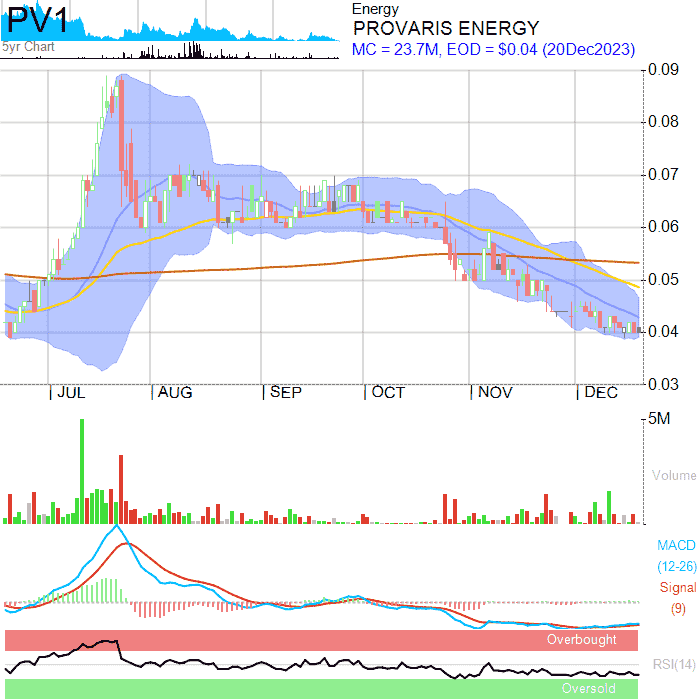 PV1
5yr Chart
Energy
PROVARIS ENERGY
MC = 23.7M, EOD = $0.04 (20Dec2023)
0.09
0.08
0.07
0.06
0.05
0.04
0.03
JUL AUG SEP OCT NOV DEC
5M
Volume
MACD
(12-26)
Signal
(9)
Overbought
RSI(14)
Oversold